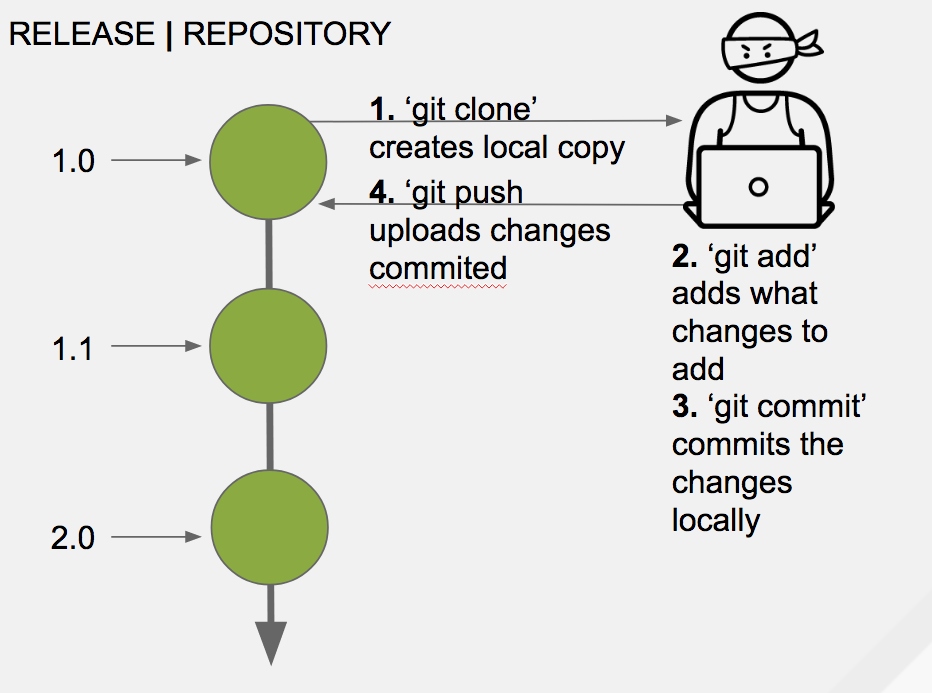 RELEASE | REPOSITORY
1. ‘git clone’
creates local copy
1.0
4. ‘git push
uploads changes
commited
2. ‘git add’
adds what
changes to
add
1.1
3. ‘git commit’
commits the
changes
locally
2.0